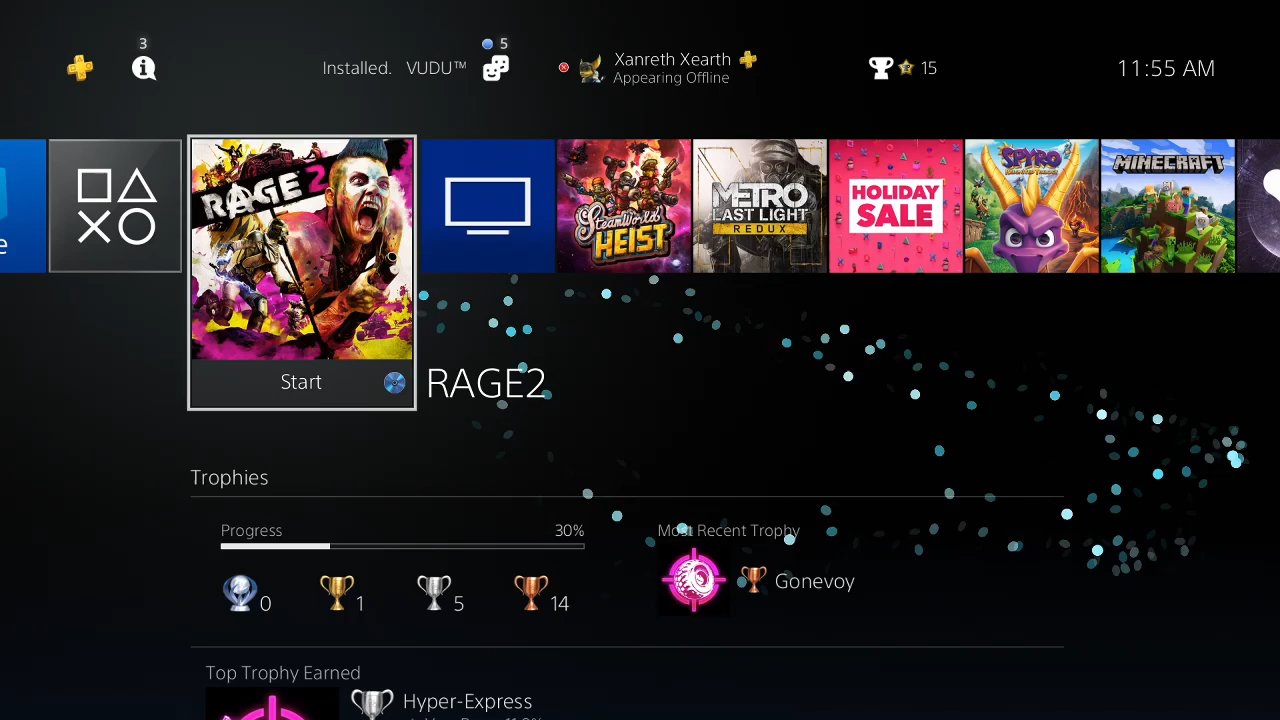 3
Installed. VUDU™
5
Xanreth Xearth
Appearing Offline
15
11:55 AM
e
RAGE 2
STEAMWORLD
HEIST
METRO
LAST LIGHT
REDUX
HOLIDAY
SALE
SPYRO
MINECRAFT
Start
RAGE2
Trophies
Progress
30%
Most Recent Trophy
0
1
5
14
Gonevoy
Top Trophy Earned
Hyper-Express